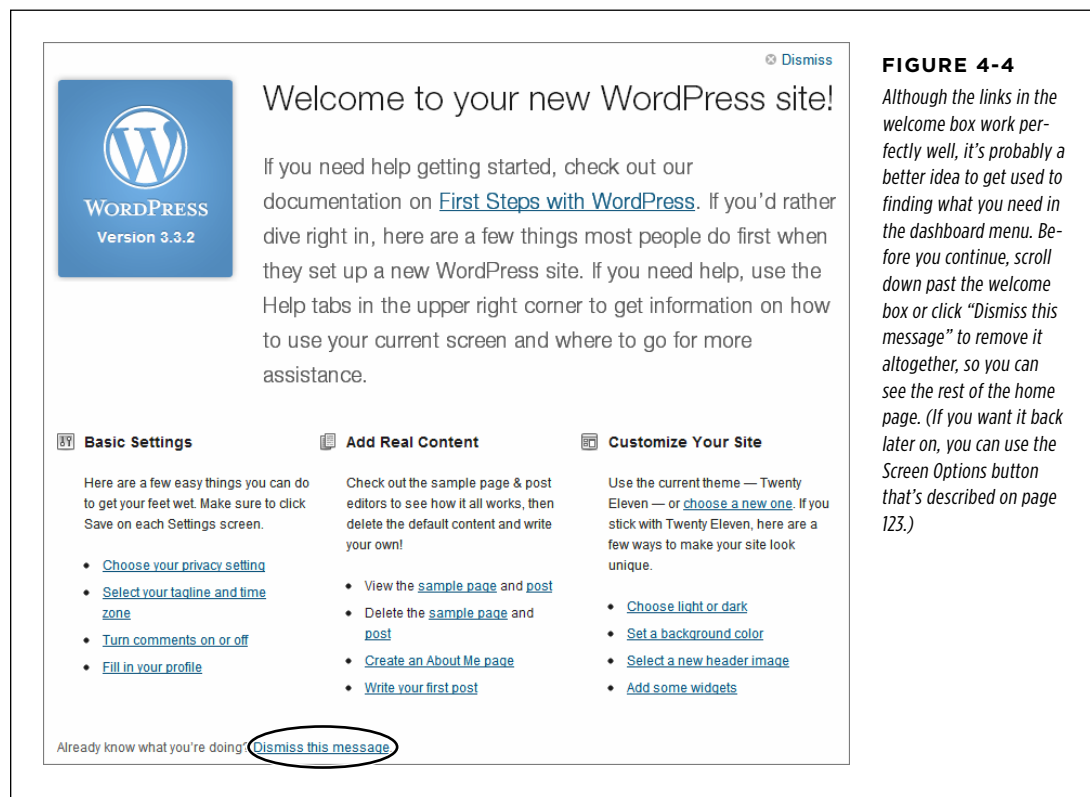 Dismiss
Welcome to your new WordPress site!
WORDPRESS
Version 3.3.2
If you need help getting started, check out our
documentation on First Steps with WordPress. If you'd rather
dive right in, here are a few things most people do first when
they set up a new WordPress site. If you need help, use the
Help tabs in the upper right corner to get information on how
to use your current screen and where to go for more
assistance.
Basic Settings
Here are a few easy things you can do
to get your feet wet. Make sure to click
Save on each Settings screen.
• Choose your privacy setting
• Select your tagline and time
zone
• Turn comments on or off
• Fill in your profile
Add Real Content
Check out the sample page & post
editors to see how it all works, then
delete the default content and write
your own!
• View the sample page and post
• Delete the sample page and
post
• Create an About Me page
• Write your first post
Customize Your Site
Use the current theme — Twenty
Eleven — or choose a new one. If you
stick with Twenty Eleven, here are a
few ways to make your site look
unique.
• Choose light or dark
• Set a background color
• Select a new header image
• Add some widgets
Already know what you're doing? Dismiss this message
FIGURE 4-4
Although the links in the
welcome box work per-
fectly well, it's probably a
better idea to get used to
finding what you need in
the dashboard menu. Be-
fore you continue, scroll
down past the welcome
box or click “Dismiss this
message” to remove it
altogether, so you can
see the rest of the home
page. (If you want it back
later on, you can use the
Screen Options button
that's described on page
123.)